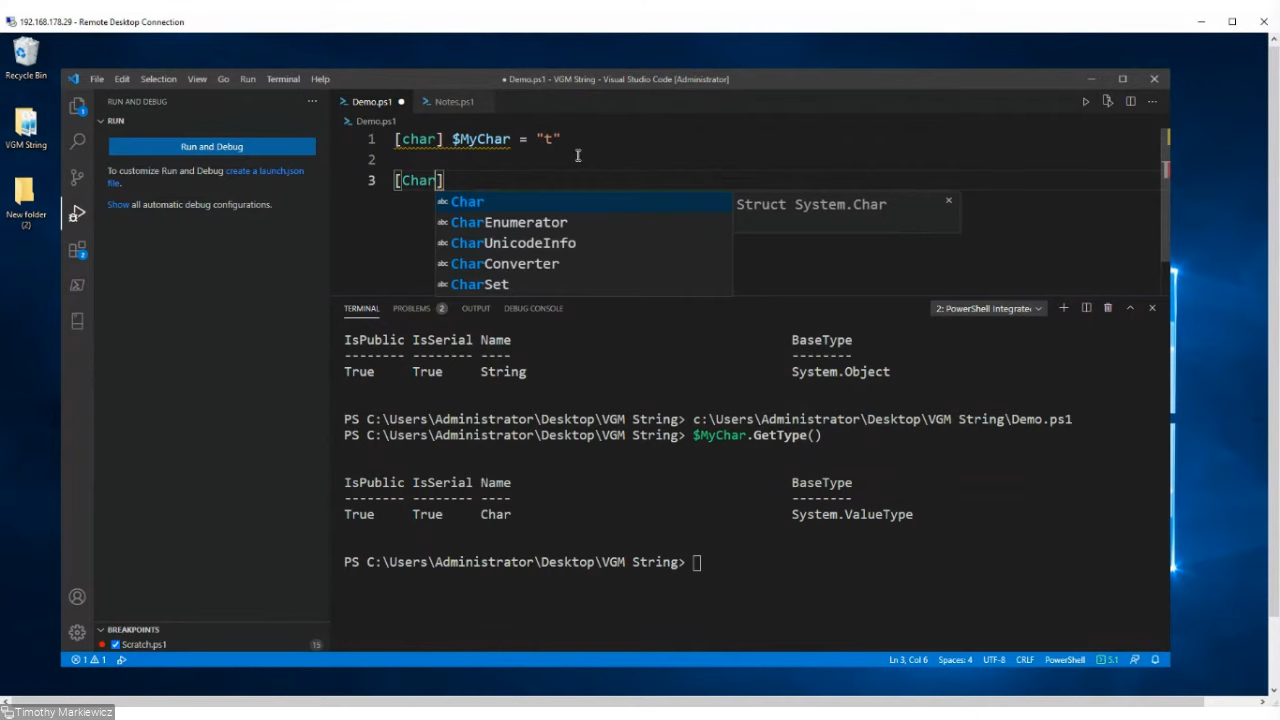 192.168.178.29 - Remote Desktop Connection
Recycle Bin
VGM String
New folder
(2)
File Edit Selection View Go Run Terminal Help
● Demo.ps1 - VGM String - Visual Studio Code [Administrator]
RUN AND DEBUG
RUN
Run and Debug
To customize Run and Debug create a launch.json
file.
Show all automatic debug configurations.
Demo.ps1
Notes.ps1
Demo.ps1
1 [char] $MyChar = "t"
2
3 [Char]
Char
CharEnumerator
CharUnicodeInfo
CharConverter
CharSet
Struct System.Char
TERMINAL PROBLEMS 2 OUTPUT DEBUG CONSOLE
2: PowerShell Integrate
IsPublic IsSerial Name BaseType
-------- -------- ---- --------
True True String System.Object
PS C:\Users\Administrator\Desktop\VGM String> c:\Users\Administrator\Desktop\VGM String\Demo.ps1
PS C:\Users\Administrator\Desktop\VGM String> $MyChar.GetType()
IsPublic IsSerial Name BaseType
-------- -------- ---- --------
True True Char System.ValueType
PS C:\Users\Administrator\Desktop\VGM String>
BREAKPOINTS
Scratch.ps1 15
1 1
Ln 3, Col 6 Spaces: 4 UTF-8 CRLF PowerShell 5.1
Timothy Markiewicz